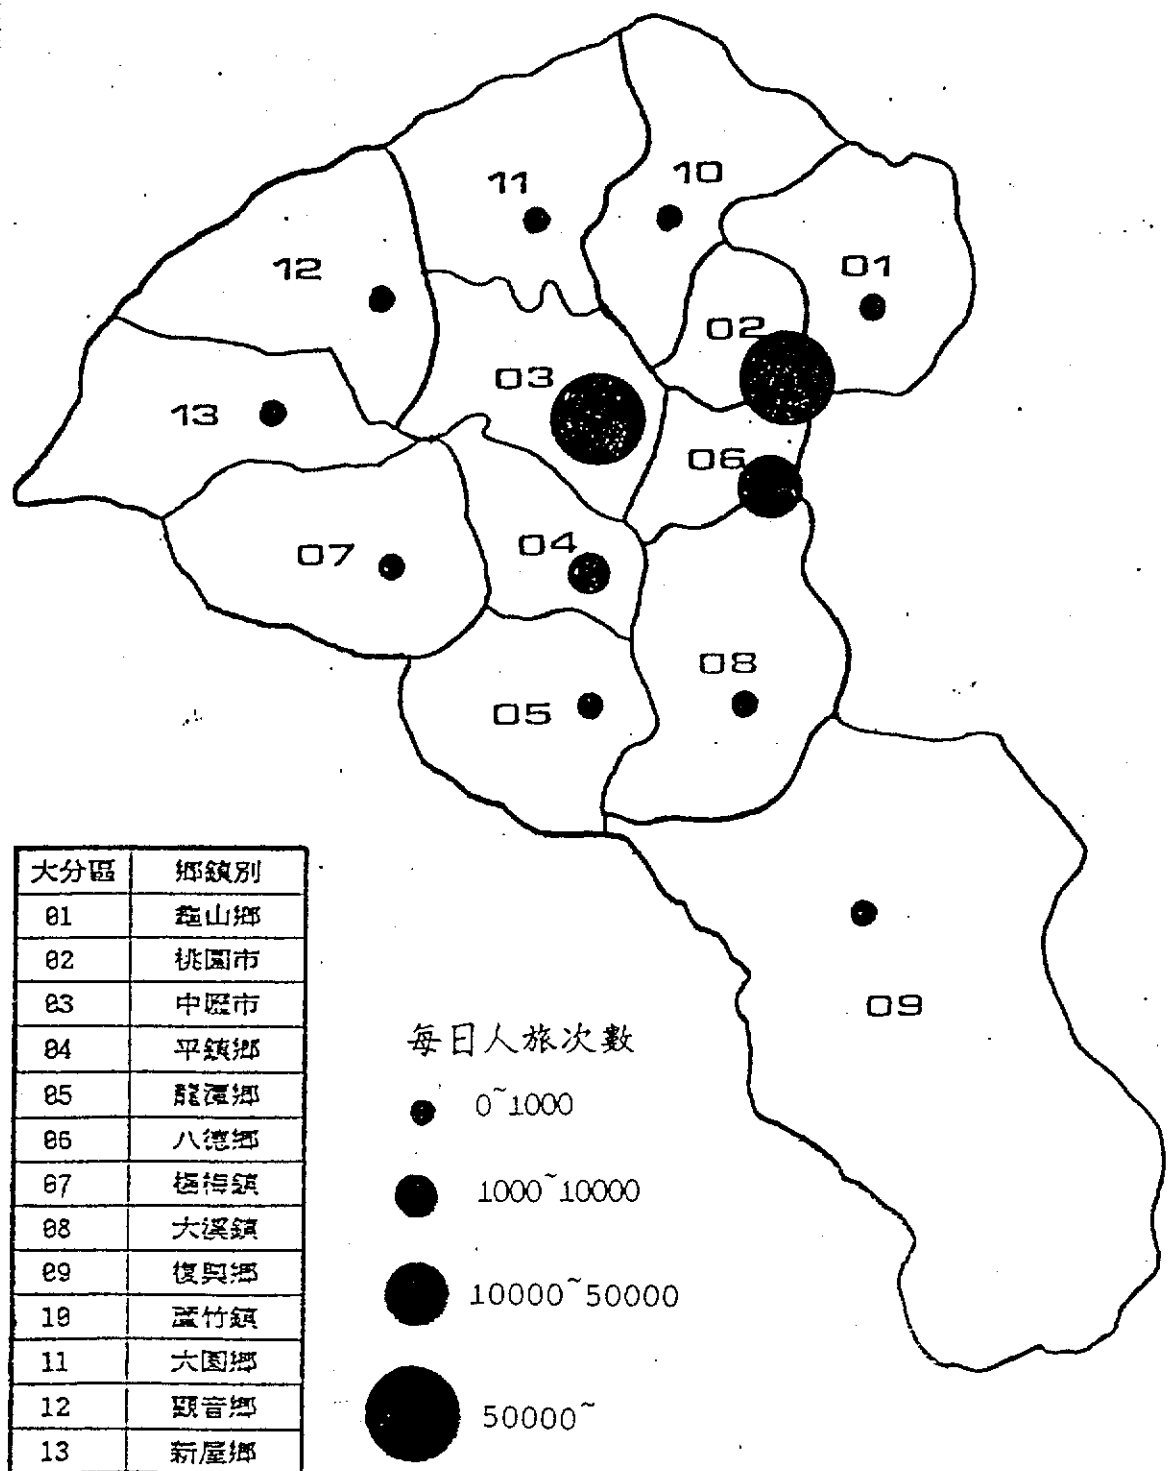 11
10
12
01
02
03
13
06
07
04
08
05
09
大分區 鄉鎮別
01 龜山鄉
02 桃園市
03 中壢市
04 平鎮鄉
05 龍潭鄉
06 八德鄉
07 楊梅鎮
08 大溪鎮
09 復興鄉
10 蘆竹鄉
11 大園鄉
12 觀音鄉
13 新屋鄉
每日人旅次數
0~1000
1000~10000
10000~50000
50000~